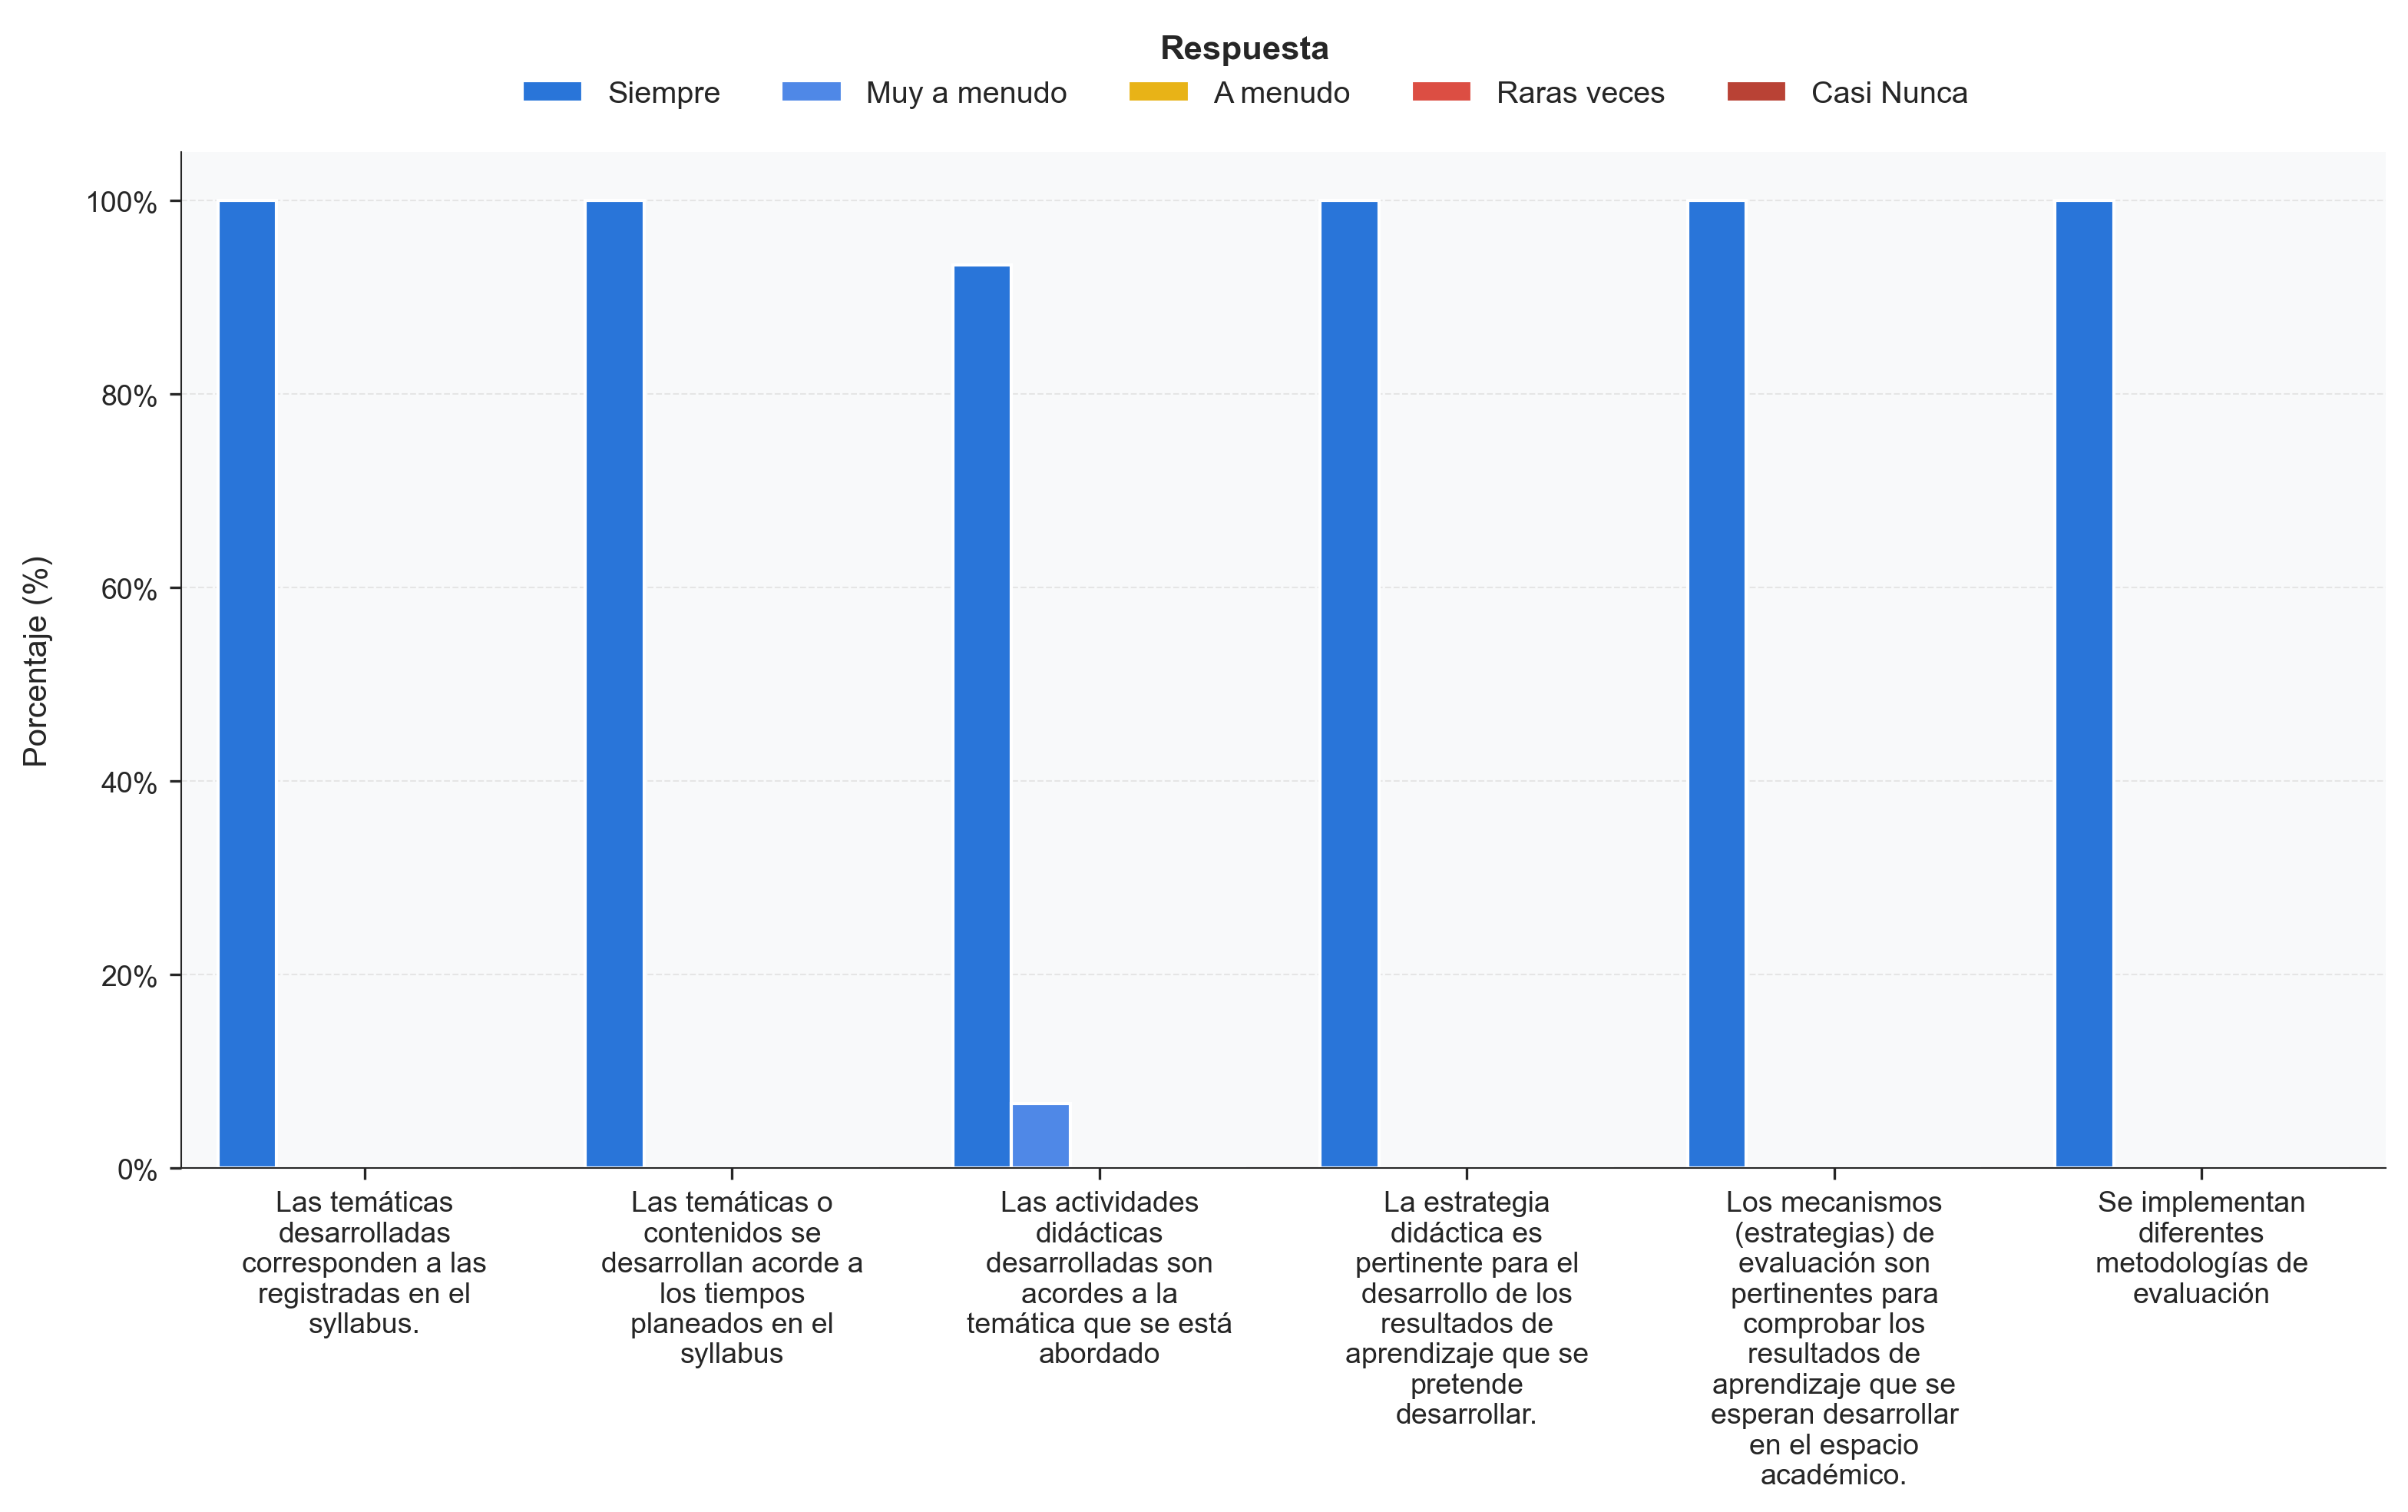 Respuesta
Siempre
Muy a menudo
A menudo
Raras veces
Casi Nunca
Porcentaje (%)
100%
80%
60%
40%
20%
0%
Las temáticas
desarrolladas
corresponden a las
registradas en el
syllabus.
Las temáticas o
contenidos se
desarrollan acorde a
los tiempos
planeados en el
syllabus
Las actividades
didácticas
desarrolladas son
acordes a la
temática que se está
abordado
La estrategia
didáctica es
pertinente para el
desarrollo de los
resultados de
aprendizaje que se
pretende
desarrollar.
Los mecanismos
(estrategias) de
evaluación son
pertinentes para
comprobar los
resultados de
aprendizaje que se
esperan desarrollar
en el espacio
académico.
Se implementan
diferentes
metodologías de
evaluación